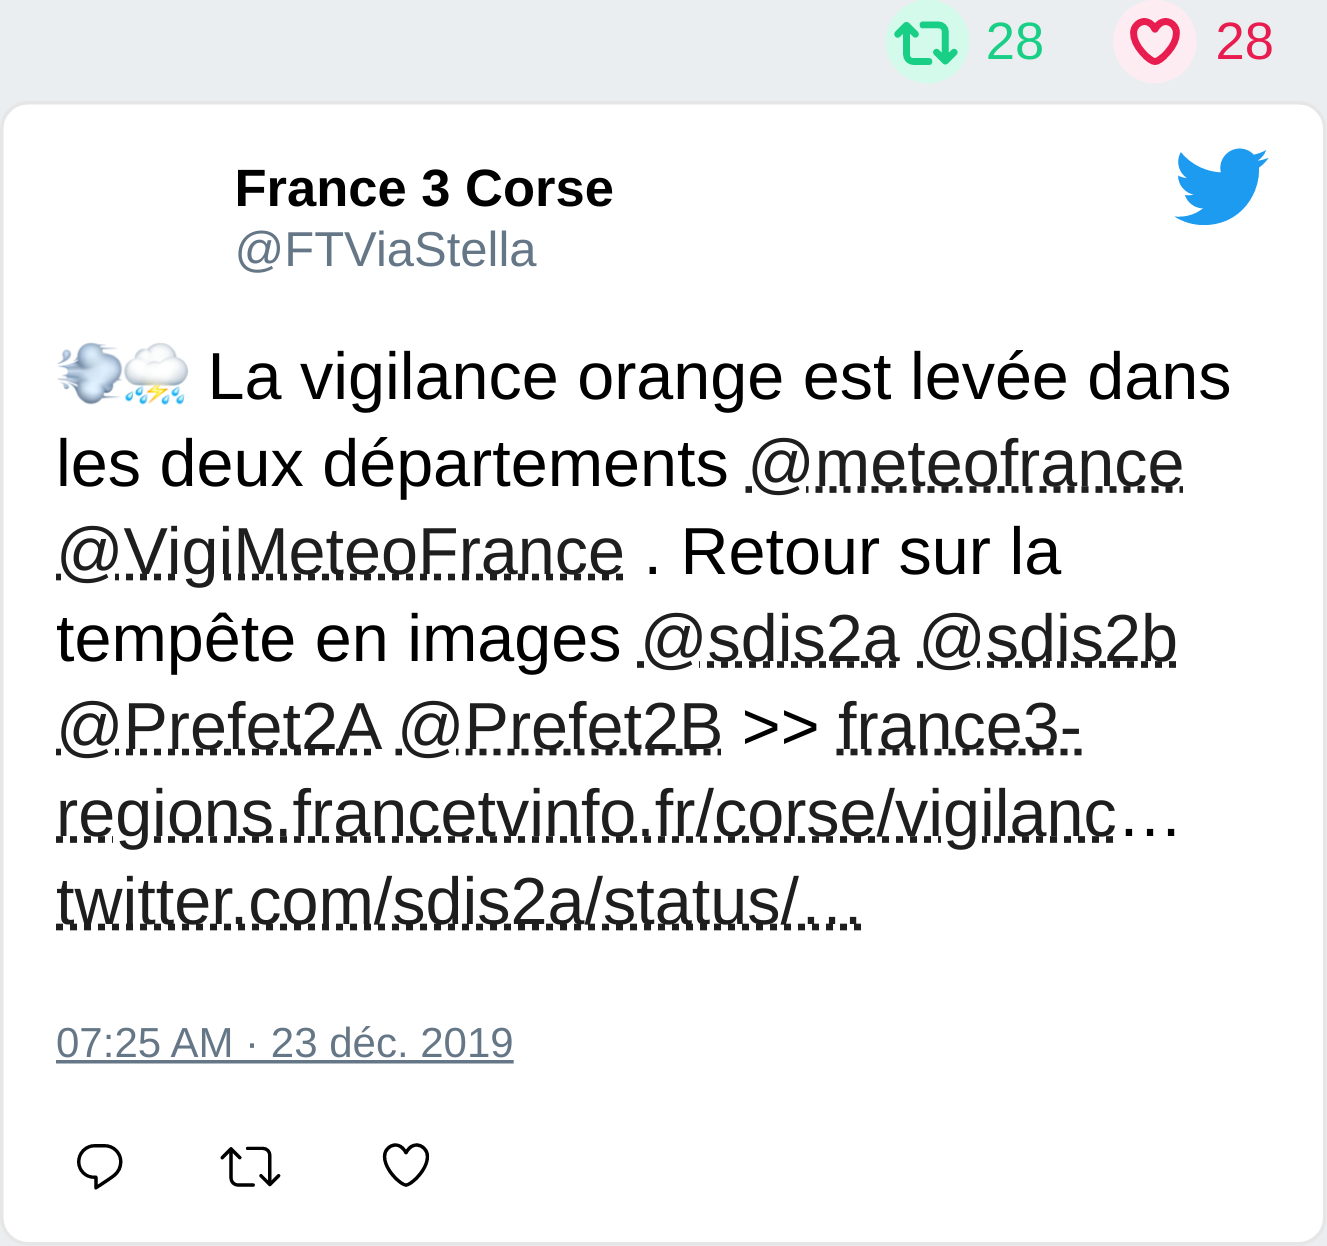 28 28
France 3 Corse
@FTViaStella
💨⛈️ La vigilance orange est levée dans
les deux départements @meteofrance
@VigiMeteoFrance . Retour sur la
tempête en images @sdis2a @sdis2b
@Prefet2A @Prefet2B >> france3-
regions.francetvinfo.fr/corse/vigilanc…
twitter.com/sdis2a/status/…
07:25 AM · 23 déc. 2019